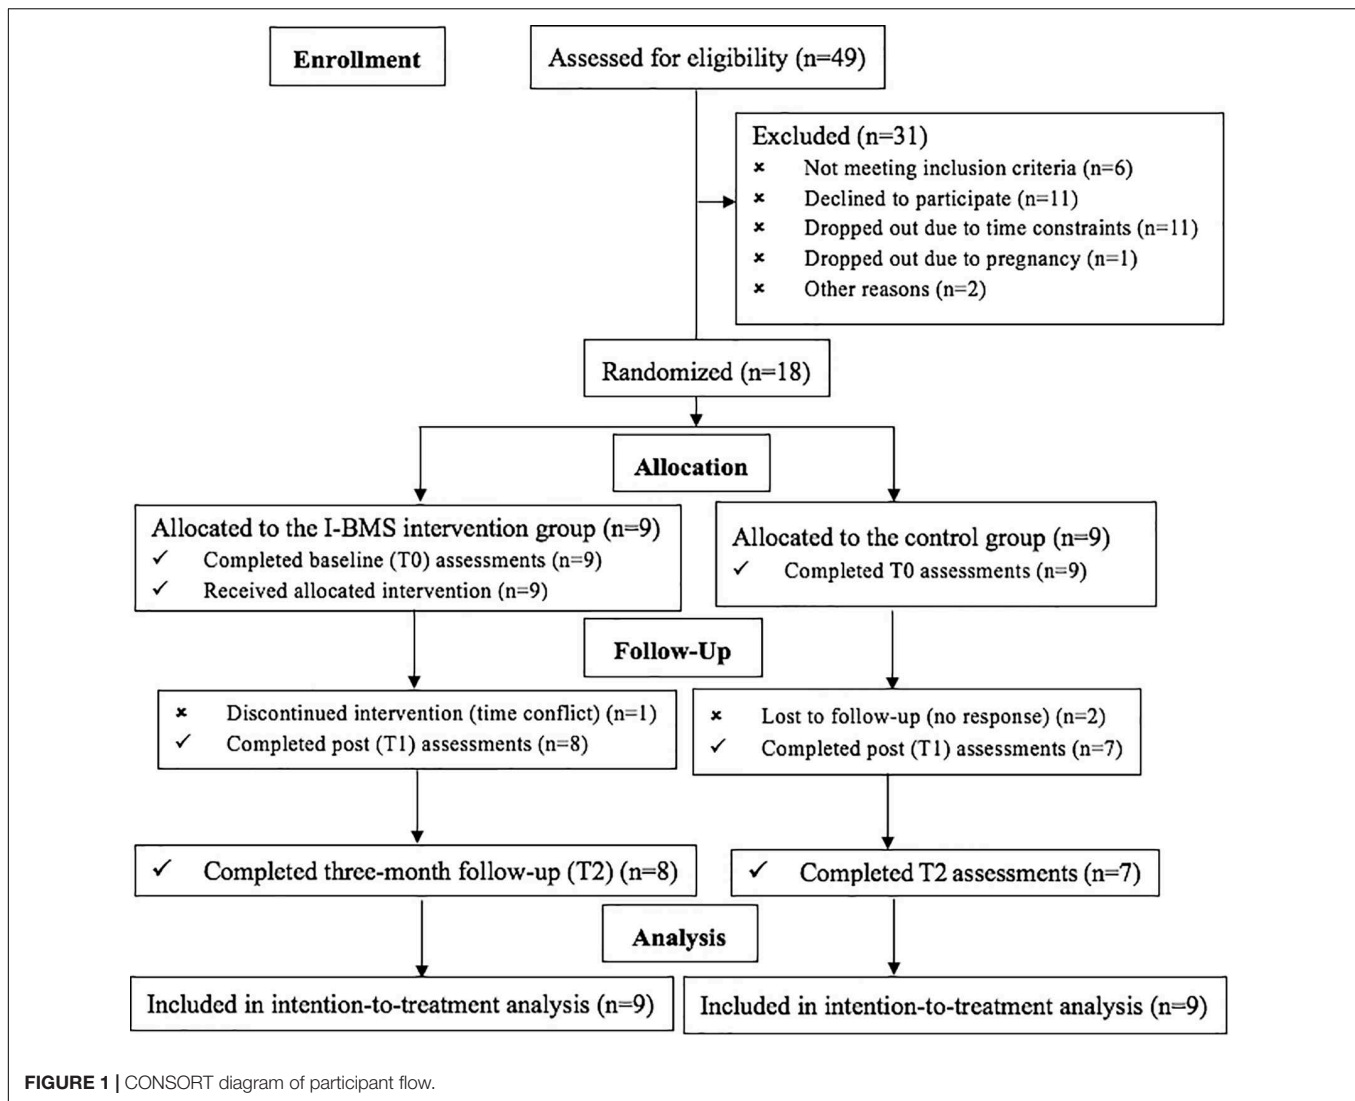 Enrollment
Assessed for eligibility (n=49)
Excluded (n=31)
× Not meeting inclusion criteria (n=6)
× Declined to participate (n=11)
× Dropped out due to time constraints (n=11)
× Dropped out due to pregnancy (n=1)
× Other reasons (n=2)
Randomized (n=18)
Allocation
Allocated to the I-BMS intervention group (n=9)
✓ Completed baseline (T0) assessments (n=9)
✓ Received allocated intervention (n=9)
Allocated to the control group (n=9)
✓ Completed T0 assessments (n=9)
Follow-Up
× Discontinued intervention (time conflict) (n=1)
✓ Completed post (T1) assessments (n=8)
× Lost to follow-up (no response) (n=2)
✓ Completed post (T1) assessments (n=7)
✓ Completed three-month follow-up (T2) (n=8)
✓ Completed T2 assessments (n=7)
Analysis
Included in intention-to-treatment analysis (n=9)
Included in intention-to-treatment analysis (n=9)
FIGURE 1 | CONSORT diagram of participant flow.